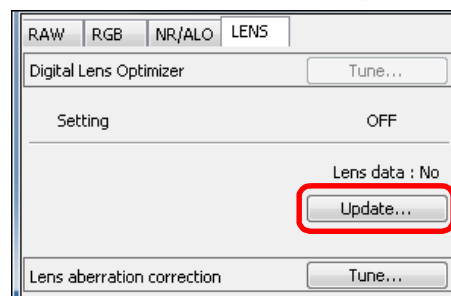 RAW RGB NR/ALO LENS
Digital Lens Optimizer Tune...
Setting OFF
Lens data : No
Update...
Lens aberration correction Tune...